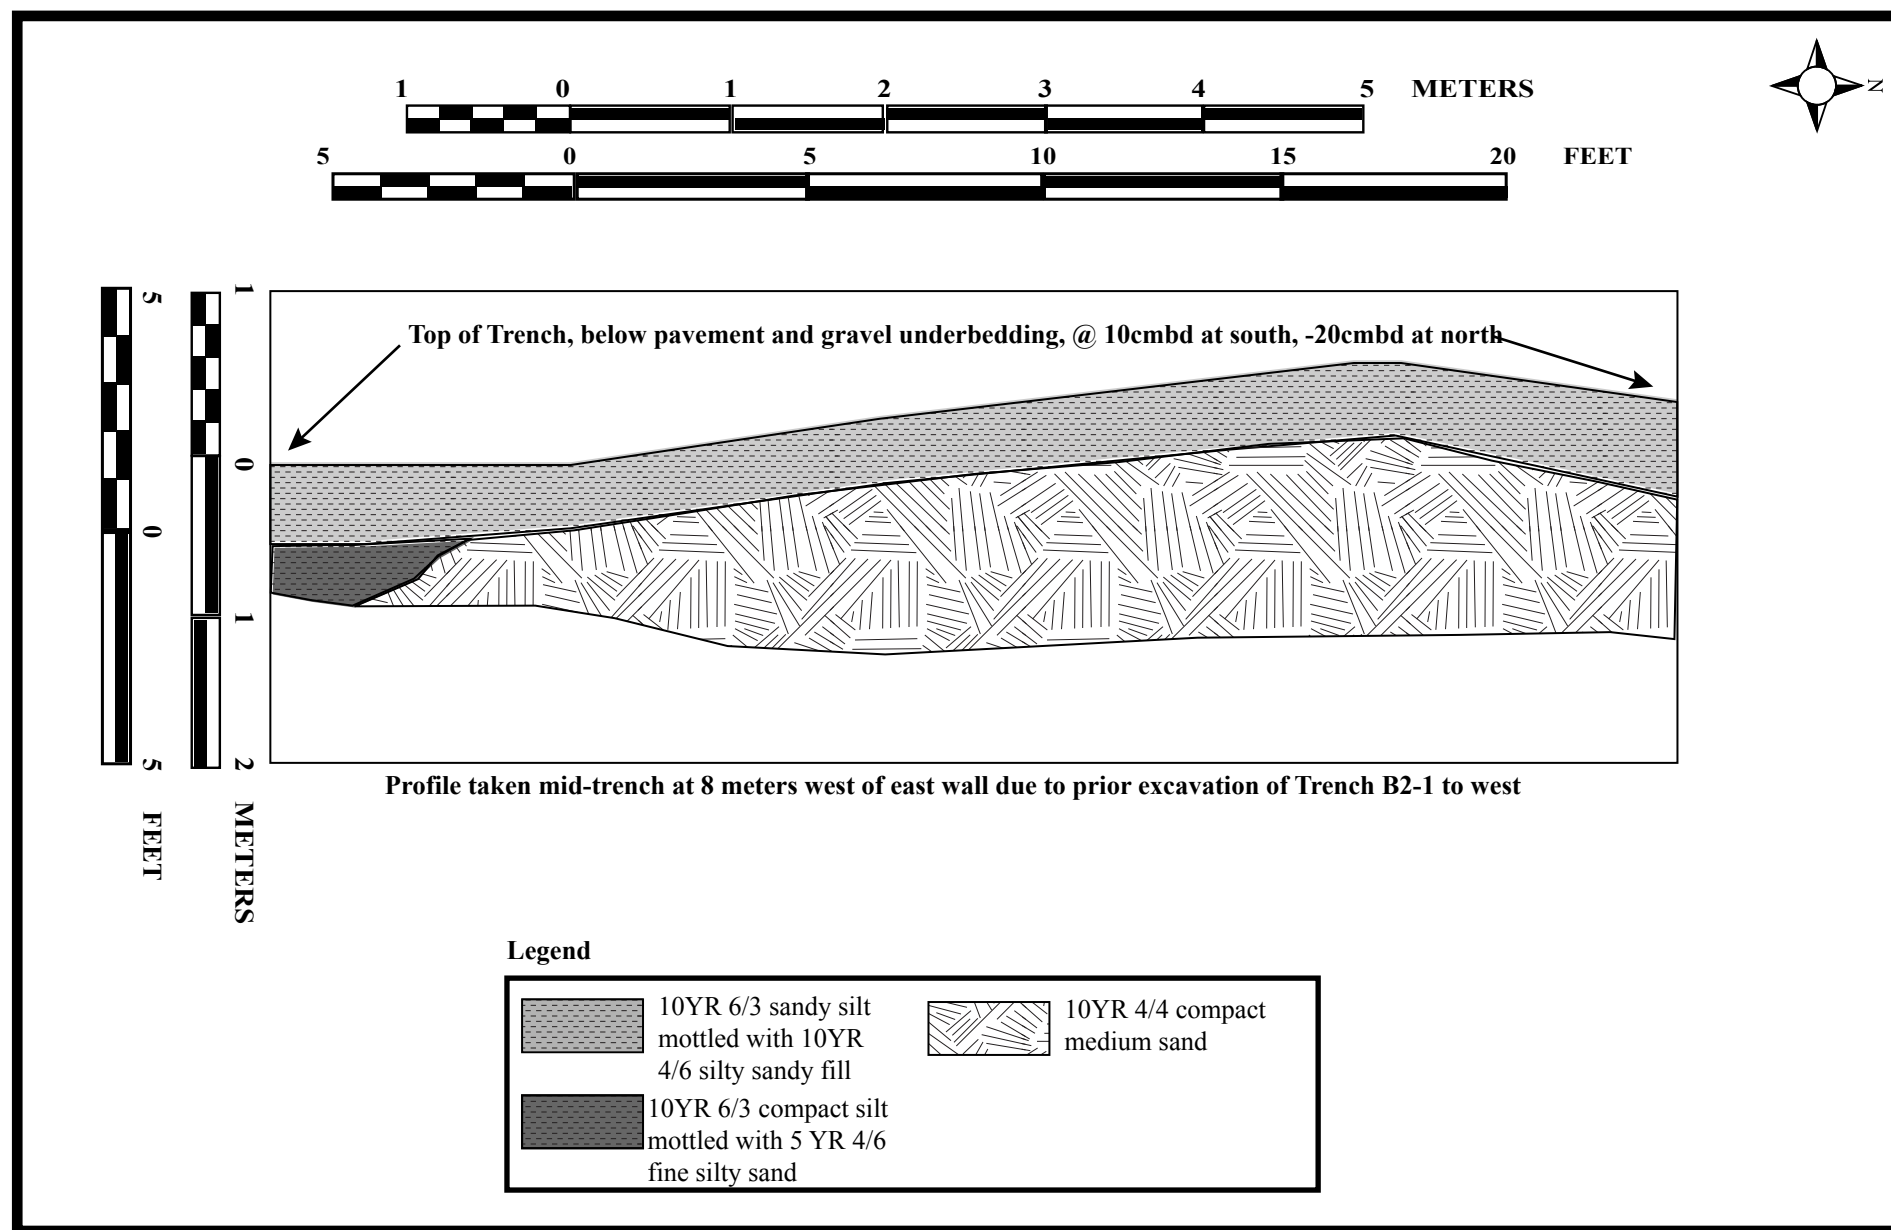 1 0 1 2 3 4 5 METERS
N
5 0 5 10 15 20 FEET
5 0 5 FEET
1 0 1 2 METERS
Top of Trench, below pavement and gravel underbedding, @ 10cmbd at south, -20cmbd at north
Profile taken mid-trench at 8 meters west of east wall due to prior excavation of Trench B2-1 to west
Legend
10YR 6/3 sandy silt
mottled with 10YR
4/6 silty sandy fill
10YR 6/3 compact silt
mottled with 5 YR 4/6
fine silty sand
10YR 4/4 compact
medium sand